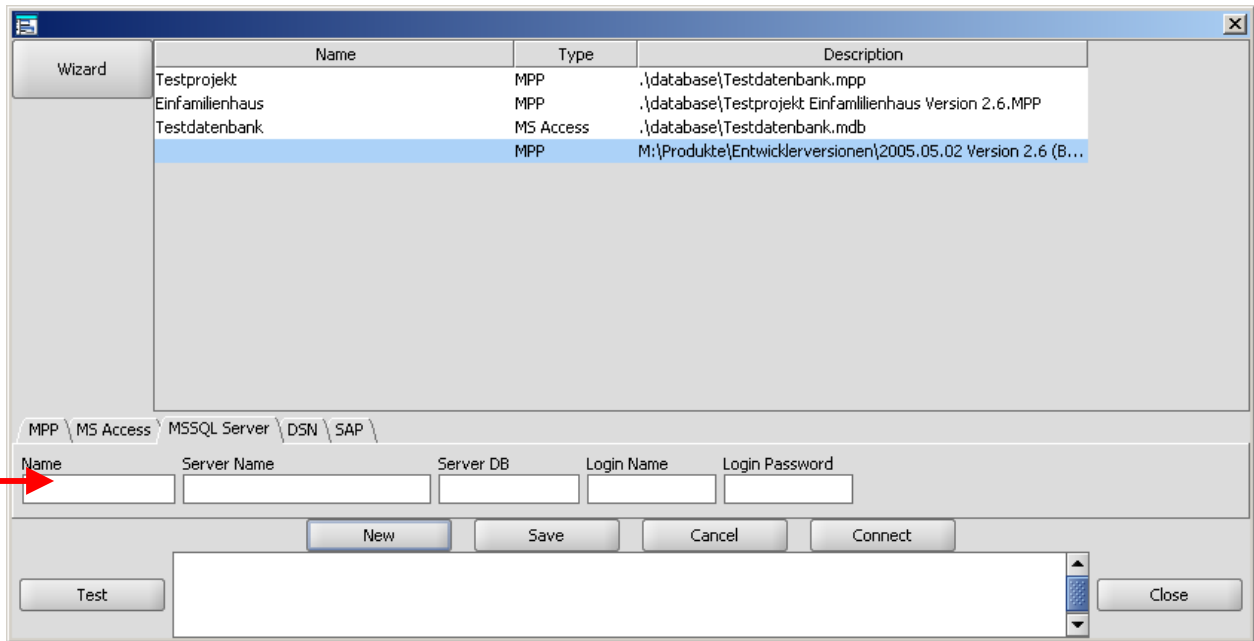 Wizard
Name Type Description
Testprojekt MPP .\database\Testdatenbank.mpp
Einfamilienhaus MPP .\database\Testprojekt Einfamlilienhaus Version 2.6.MPP
Testdatenbank MS Access .\database\Testdatenbank.mdb
MPP M:\Produkte\Entwicklerversionen\2005.05.02 Version 2.6 (B...
MPP MS Access MSSQL Server DSN SAP
Name Server Name Server DB Login Name Login Password
New Save Cancel Connect
Test Close